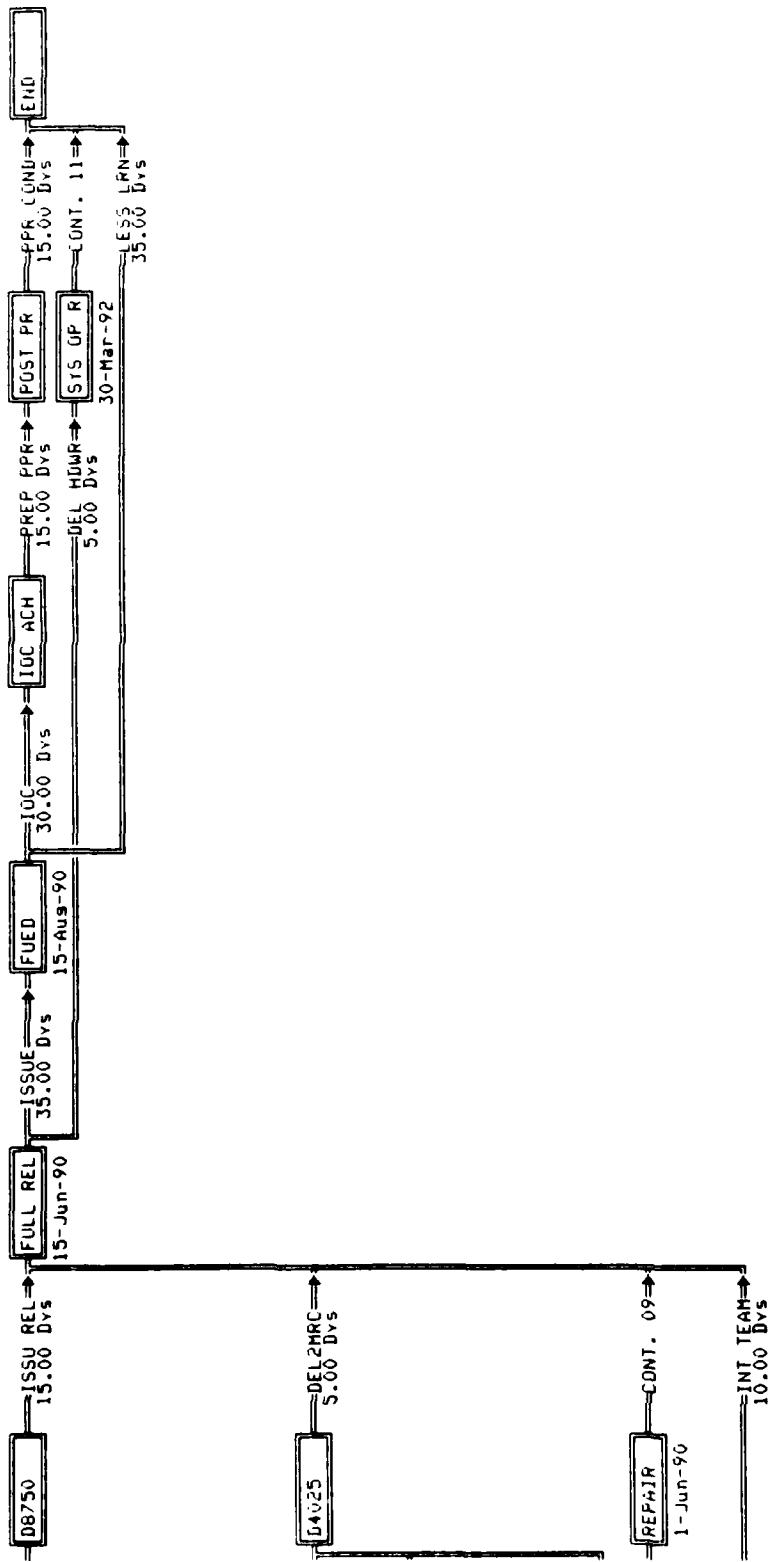 D8750
ISSU REL
15.00 Dys
FULL REL
15-Jun-90
ISSUE
35.00 Dys
FUED
15-Aug-90
IOC
30.00 Dys
IOC ACH
PREP PPR
15.00 Dys
POST PR
PPR COND
15.00 Dys
END
DEL HDWR
5.00 Dys
SYS OP R
30-Mar-92
CONT. 11
LESS LRN
35.00 Dys
D4025
DEL2MRC
5.00 Dys
REPAIR
1-Jun-90
CONT. 09
INT TEAM
10.00 Dys